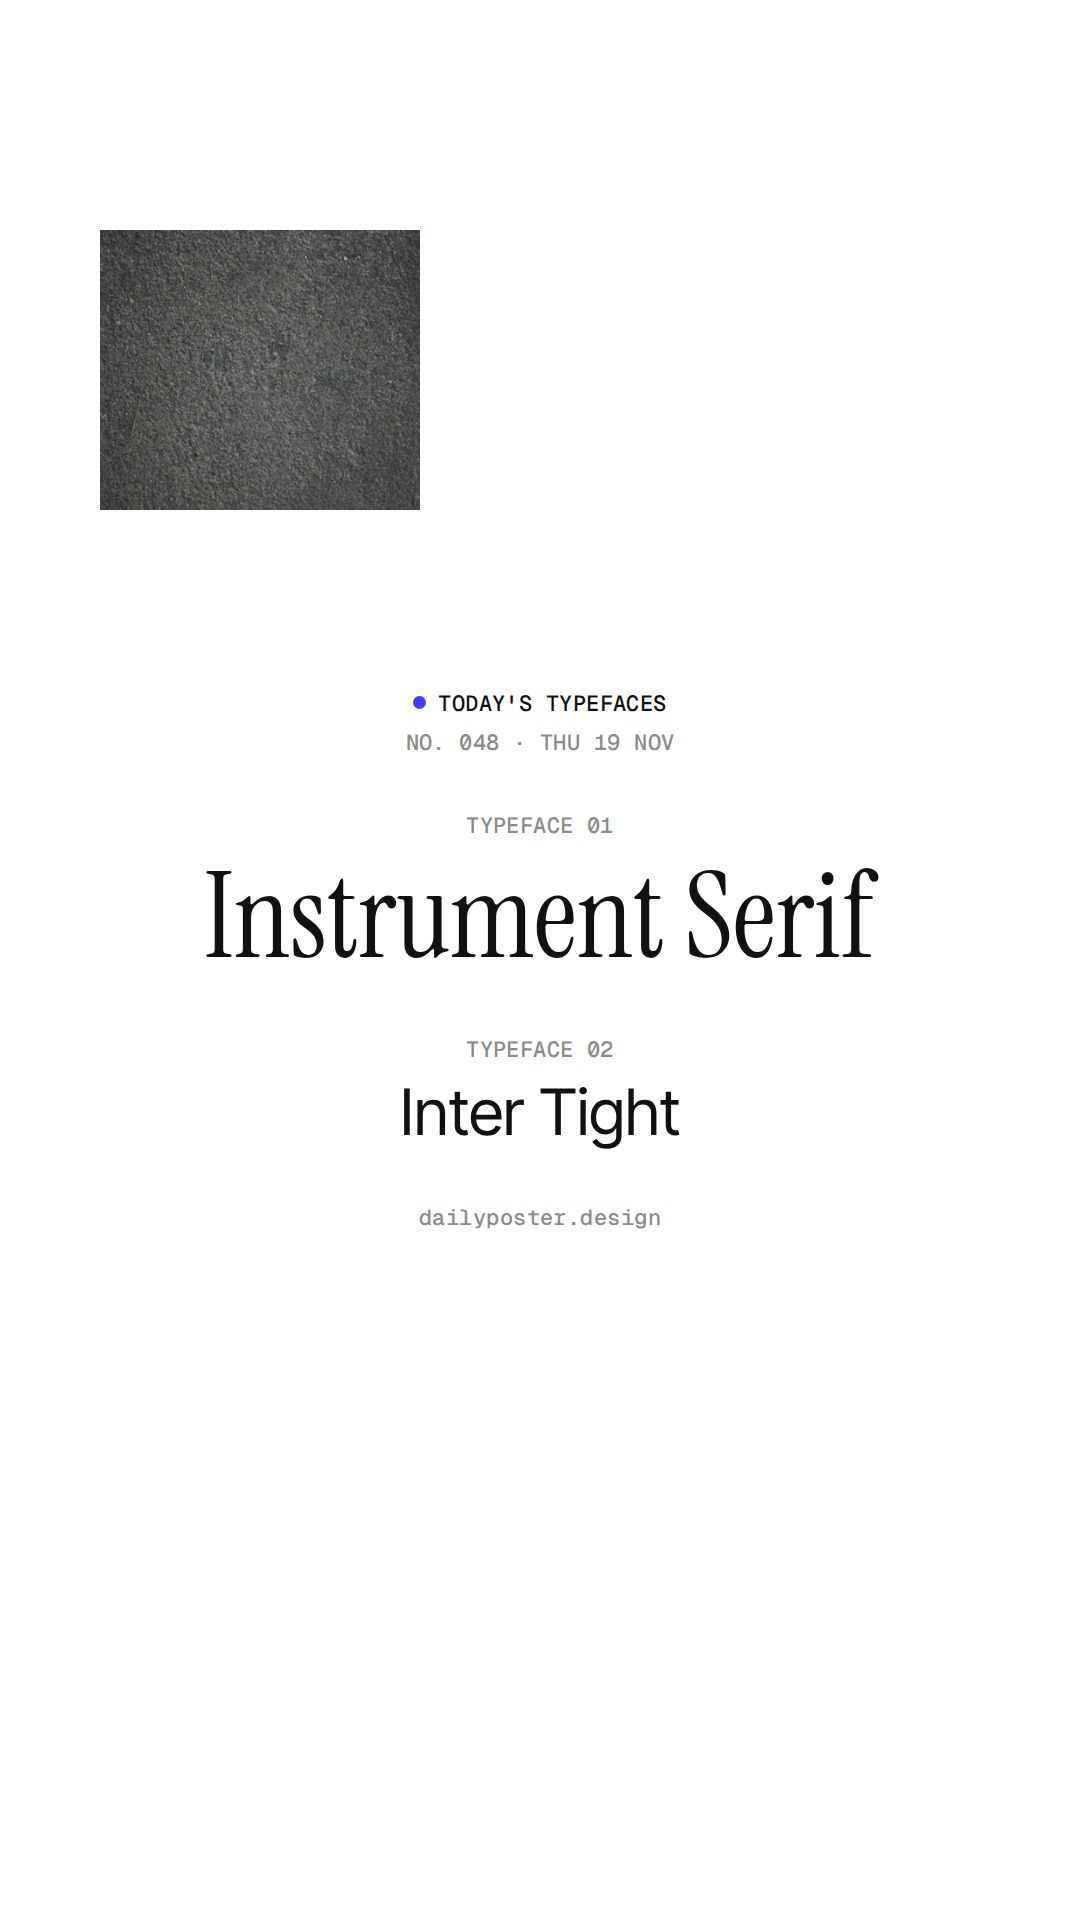 TODAY'S TYPEFACES
NO. 048 · THU 19 NOV
TYPEFACE 01
Instrument Serif
TYPEFACE 02
Inter Tight
dailyposter.design